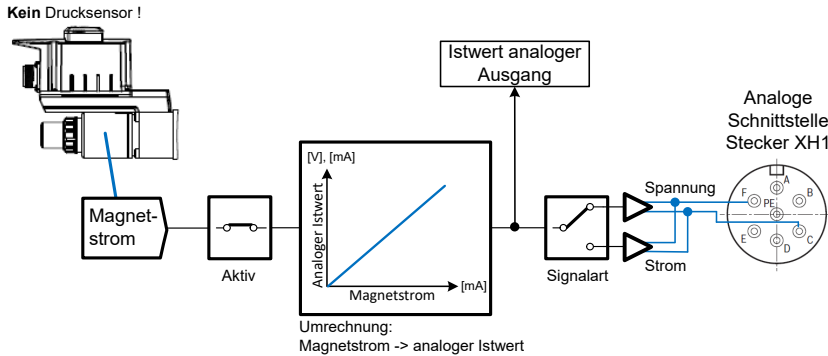 Kein Drucksensor !
Istwert analoger
Ausgang
Analoge
Schnittstelle
Stecker XH1
[V], [mA]
Analoger Istwert
Magnetstrom
[mA]
Magnet-
strom
Aktiv
Umrechnung:
Magnetstrom -> analoger Istwert
Signalart
Spannung
Strom
A
F
B
PE
E
C
D